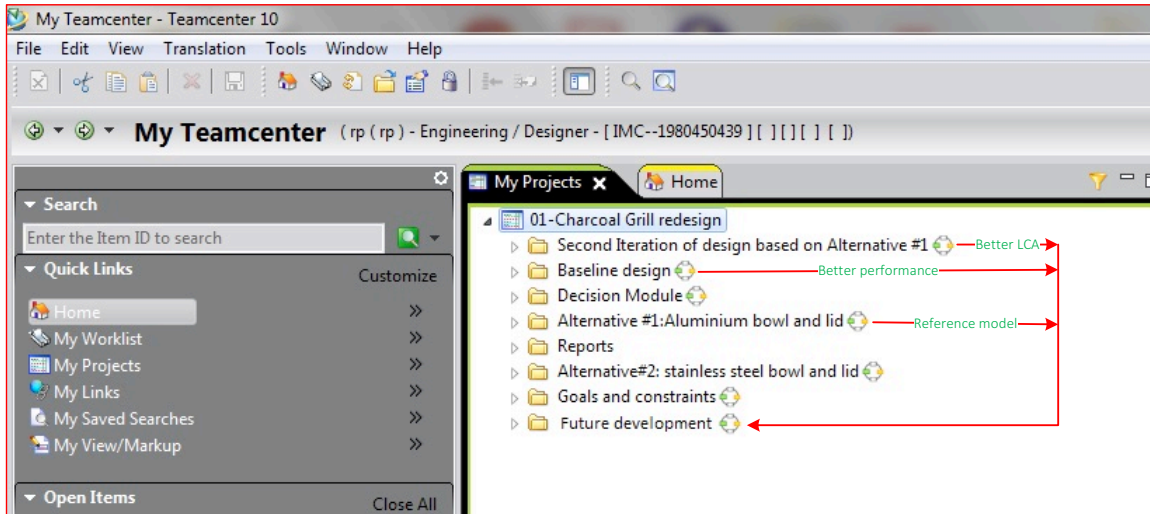 My Teamcenter - Teamcenter 10
File Edit View Translation Tools Window Help
My Teamcenter ( rp ( rp ) - Engineering / Designer - [ IMC--1980450439 ] [ ] [ ] [ ] [ ])
My Projects Home
Search
Enter the Item ID to search
Quick Links Customize
Home
My Worklist
My Projects
My Links
My Saved Searches
My View/Markup
Open Items Close All
01-Charcoal Grill redesign
Second Iteration of design based on Alternative #1 Better LCA
Baseline design Better performance
Decision Module
Alternative #1:Aluminium bowl and lid Reference model
Reports
Alternative#2: stainless steel bowl and lid
Goals and constraints
Future development